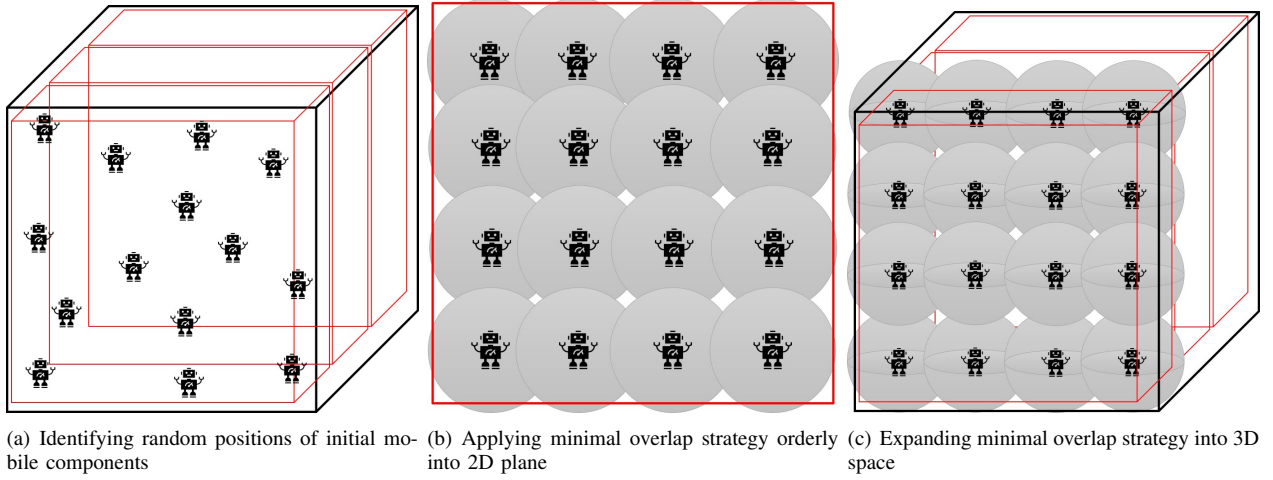 (a) Identifying random positions of initial mo-
bile components
(b) Applying minimal overlap strategy orderly
into 2D plane
(c) Expanding minimal overlap strategy into 3D
space